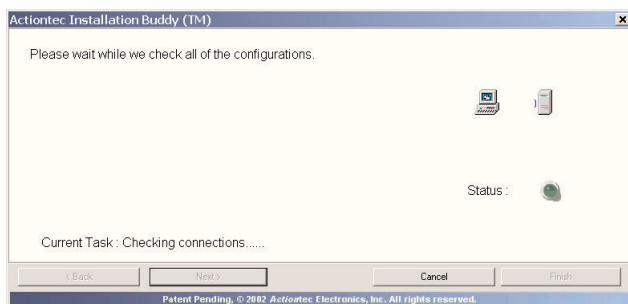 Actiontec Installation Buddy (TM)
Please wait while we check all of the configurations.
Status :
Current Task : Checking connections......
< Back Next > Cancel Finish
Patent Pending, © 2002 Actiontec Electronics, Inc. All rights reserved.